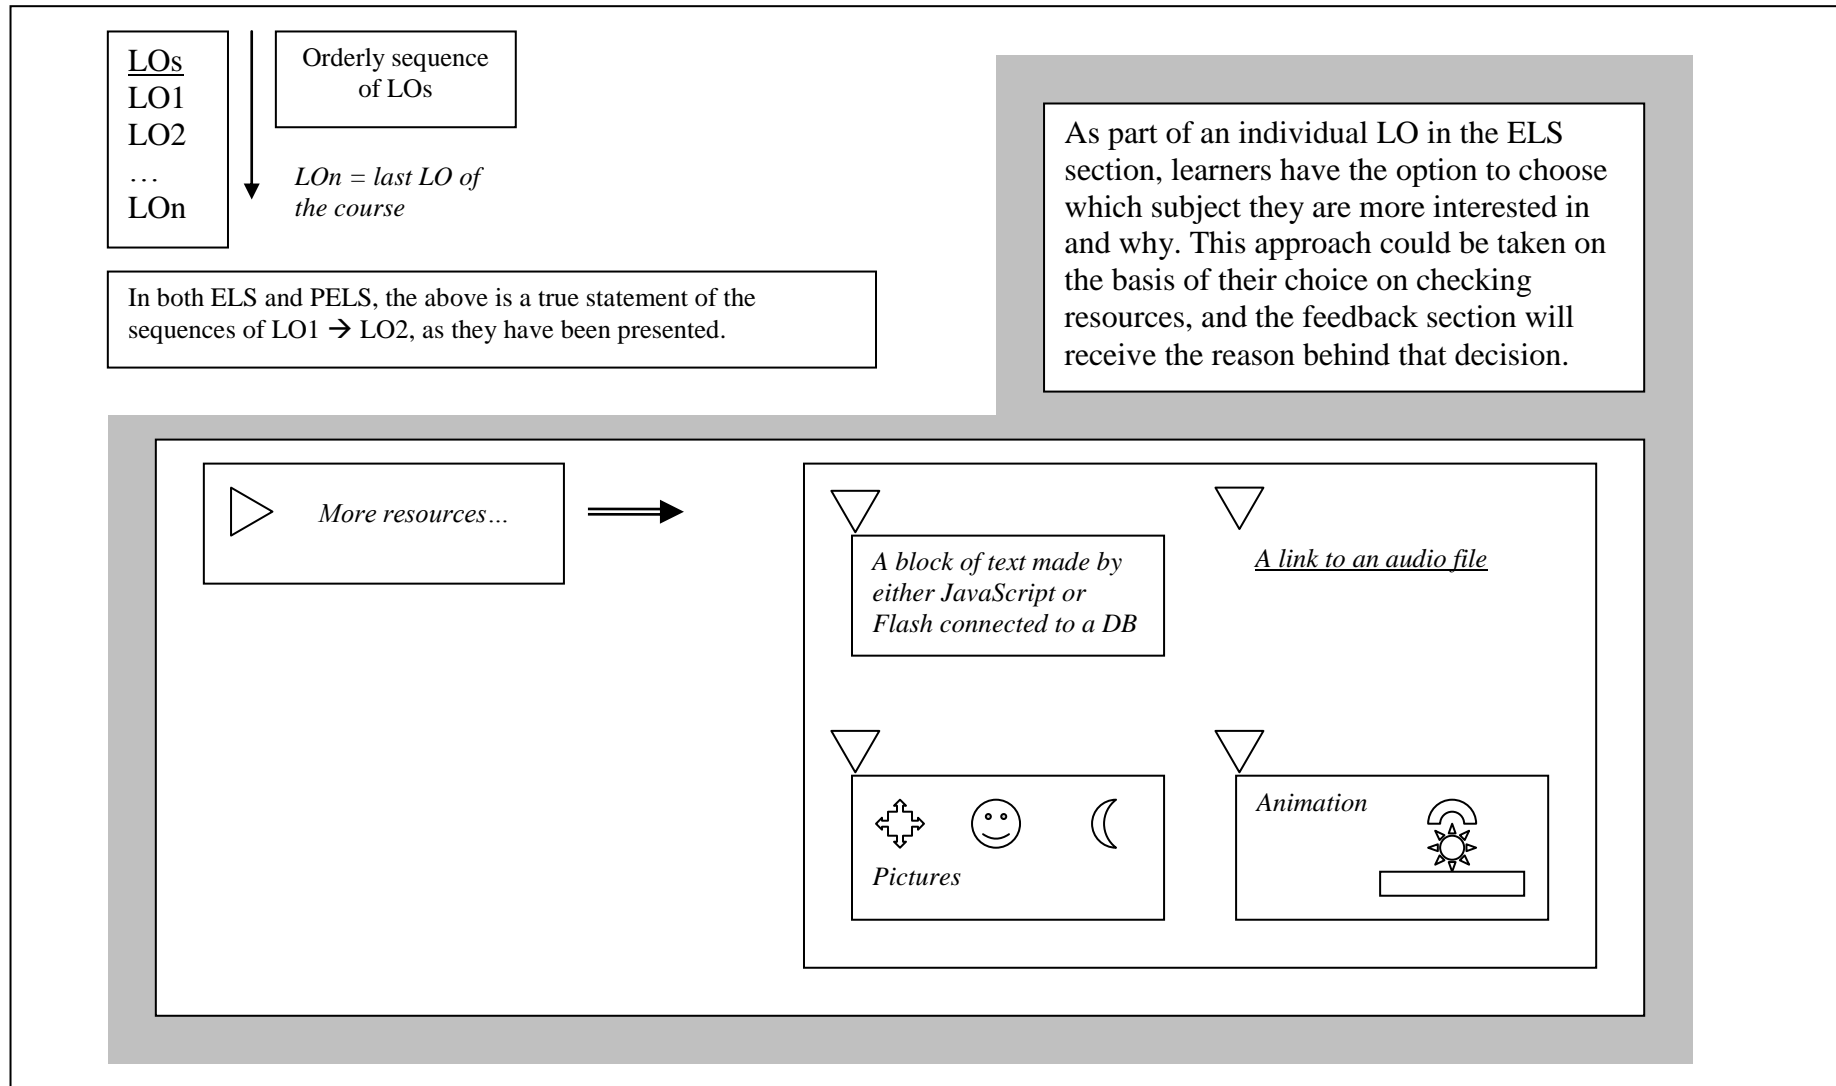 LOs
LO1
LO2
…
LOn
Orderly sequence
of LOs
LOn = last LO of
the course
In both ELS and PELS, the above is a true statement of the
sequences of LO1 → LO2, as they have been presented.
As part of an individual LO in the ELS
section, learners have the option to choose
which subject they are more interested in
and why. This approach could be taken on
the basis of their choice on checking
resources, and the feedback section will
receive the reason behind that decision.
More resources…
A block of text made by
either JavaScript or
Flash connected to a DB
A link to an audio file
Pictures
Animation